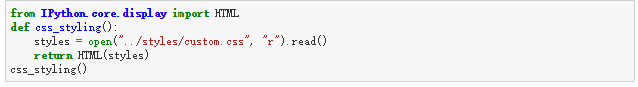 from IPython.core.display import HTML
def css_styling():
    styles = open("../styles/custom.css", "r").read()
    return HTML(styles)
css_styling()